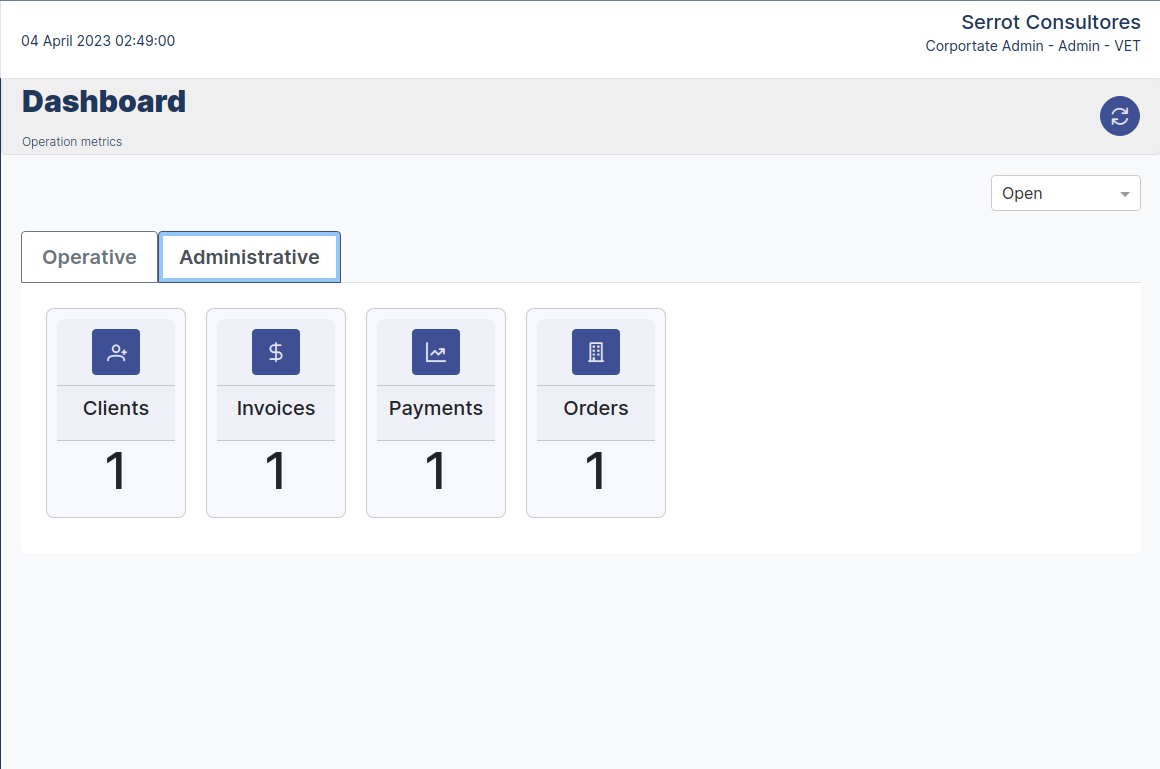 Serrot Consultores
04 April 2023 02:49:00
Corportate Admin - Admin - VET
Dashboard
Operation metrics
Open
Operative
Administrative
Clients
Invoices
Payments
Orders
1
1
1
1